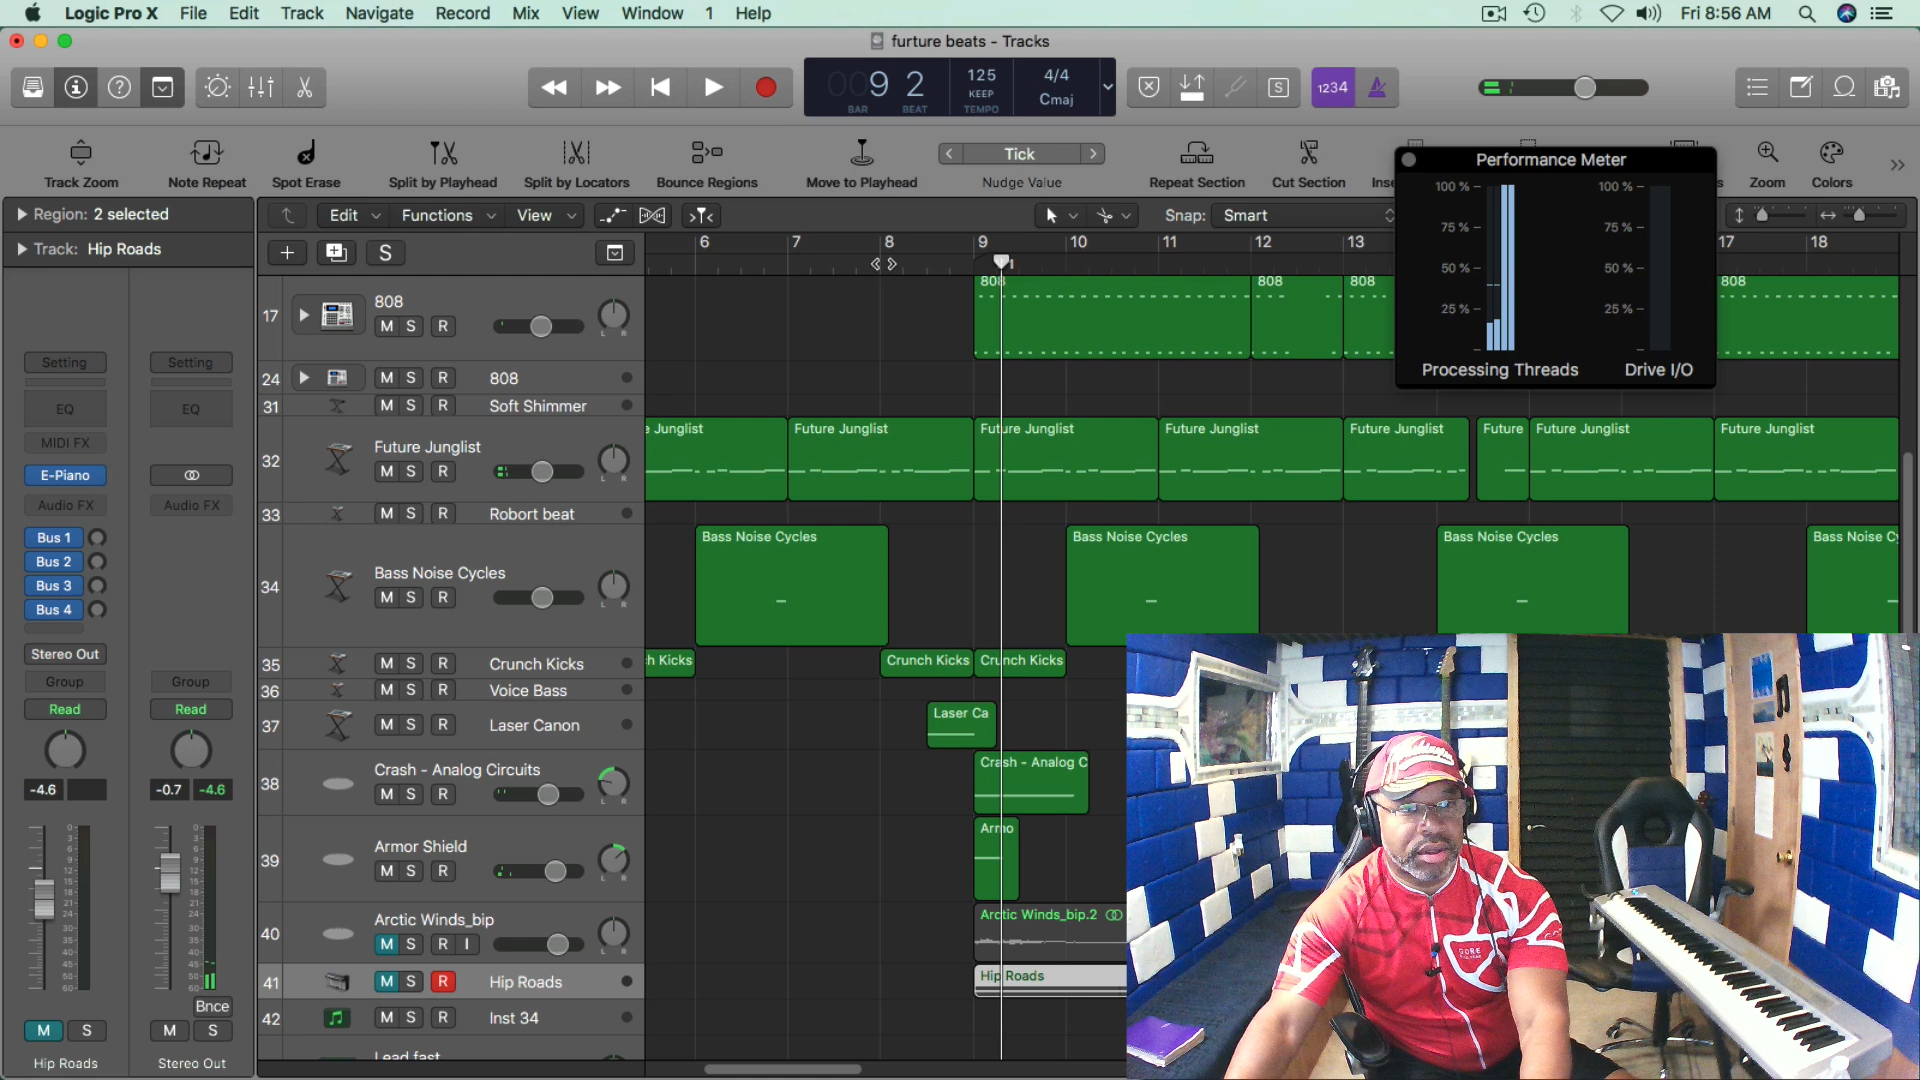 Logic Pro X File Edit Track Navigate Record Mix View Window 1 Help Fri 8:56 AM
furture beats - Tracks
009 2 125 4/4
KEEP Cmaj
BAR BEAT TEMPO
1234
S
Track Zoom Note Repeat Spot Erase Split by Playhead Split by Locators Bounce Regions Move to Playhead Tick Nudge Value Repeat Section Cut Section Zoom Colors
Performance Meter
100 % 100 %
75 % 75 %
50 % 50 %
25 % 25 %
Processing Threads Drive I/O
Region: 2 selected
Track: Hip Roads
Edit Functions View Snap: Smart
S
6 7 8 9 10 11 12 13 17 18
1
17 808 M S R
808 808 808 808
24 M S R 808
31 M S R Soft Shimmer
32 Future Junglist M S R
Junglist Future Junglist Future Junglist Future Junglist Future Junglist Future Future Junglist Future Junglist
33 M S R Robort beat
34 Bass Noise Cycles M S R
Bass Noise Cycles Bass Noise Cycles Bass Noise Cycles Bass Noise Cy
35 M S R Crunch Kicks
Kicks Crunch Kicks Crunch Kicks
36 M S R Voice Bass
37 M S R Laser Canon
Laser Ca
38 Crash - Analog Circuits M S R
Crash - Analog C
39 Armor Shield M S R
Armo
40 Arctic Winds_bip M S R I
Arctic Winds_bip.2
41 M S R Hip Roads
Hip Roads
42 M S R Inst 34
Lead fast
Setting Setting
EQ EQ
MIDI FX
E-Piano
Audio FX Audio FX
Bus 1
Bus 2
Bus 3
Bus 4
Stereo Out
Group Group
Read Read
-4.6 -0.7 -4.6
Bnce
M S M S
Hip Roads Stereo Out